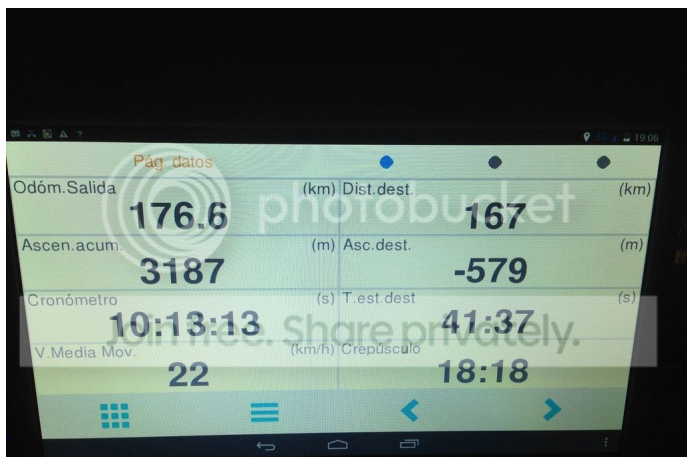 19:06
Pág. datos
Odóm.Salida (km) Dist.dest. (km)
176.6 167
Ascen.acum. (m) Asc.dest. (m)
3187 -579
Cronómetro (s) T.est.dest (s)
10:13:13 41:37
V.Media Mov. (km/h) Crepúsculo
22 18:18
photobucket
Join free. Share privately.